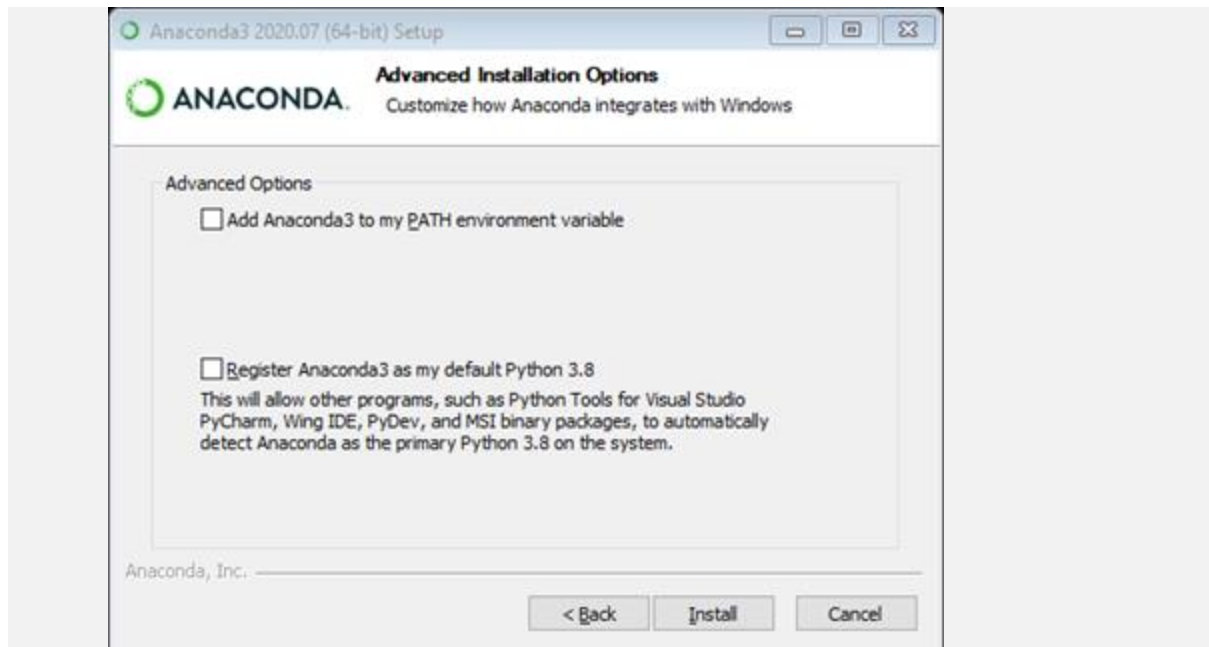 Anaconda3 2020.07 (64-bit) Setup
ANACONDA.
Advanced Installation Options
Customize how Anaconda integrates with Windows
Advanced Options
Add Anaconda3 to my PATH environment variable
Register Anaconda3 as my default Python 3.8
This will allow other programs, such as Python Tools for Visual Studio
PyCharm, Wing IDE, PyDev, and MSI binary packages, to automatically
detect Anaconda as the primary Python 3.8 on the system.
Anaconda, Inc.
< Back
Install
Cancel